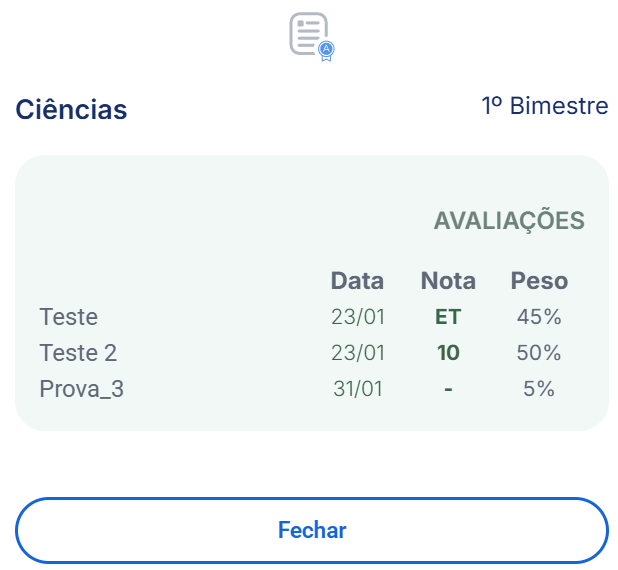 A
Ciências 1º Bimestre
AVALIAÇÕES
Data Nota Peso
Teste 23/01 ET 45%
Teste 2 23/01 10 50%
Prova_3 31/01 - 5%
Fechar